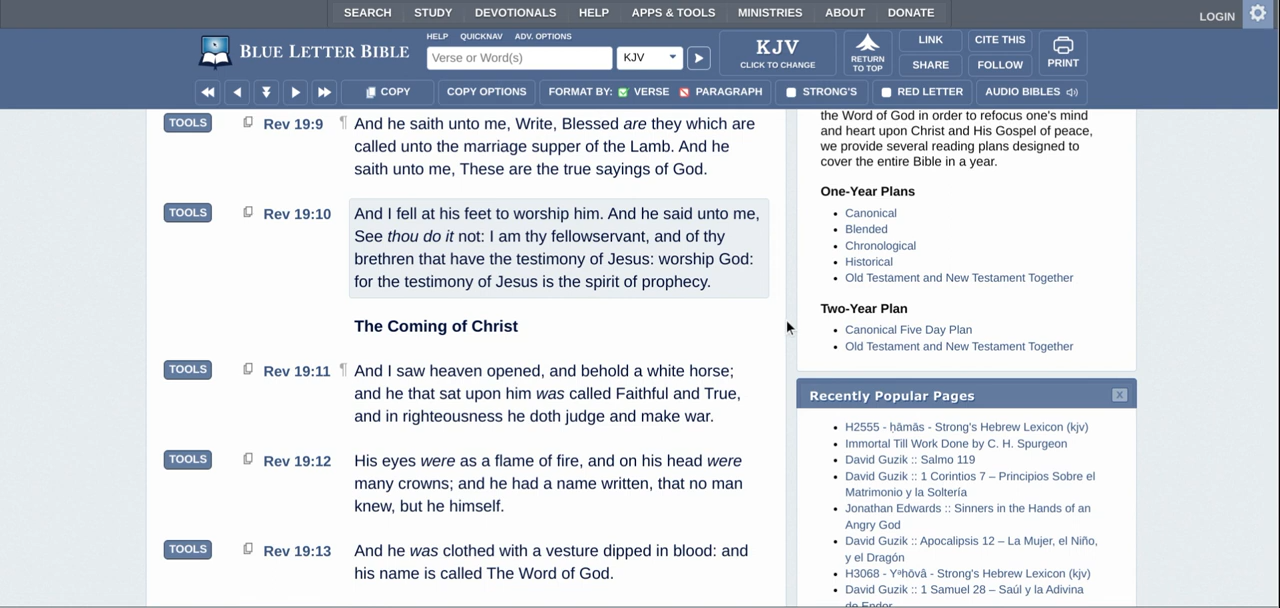 SEARCH STUDY DEVOTIONALS HELP APPS & TOOLS MINISTRIES ABOUT DONATE
LOGIN
BLUE LETTER BIBLE
HELP QUICKNAV ADV. OPTIONS
Verse or Word(s)
KJV
KJV
CLICK TO CHANGE
RETURN
TO TOP
LINK
SHARE
CITE THIS
FOLLOW
PRINT
COPY COPY OPTIONS FORMAT BY: VERSE PARAGRAPH STRONG'S RED LETTER AUDIO BIBLES
TOOLS Rev 19:9 ¶ And he saith unto me, Write, Blessed are they which are
called unto the marriage supper of the Lamb. And he
saith unto me, These are the true sayings of God.
TOOLS Rev 19:10 And I fell at his feet to worship him. And he said unto me,
See thou do it not: I am thy fellowservant, and of thy
brethren that have the testimony of Jesus: worship God:
for the testimony of Jesus is the spirit of prophecy.
The Coming of Christ
TOOLS Rev 19:11 ¶ And I saw heaven opened, and behold a white horse;
and he that sat upon him was called Faithful and True,
and in righteousness he doth judge and make war.
TOOLS Rev 19:12 His eyes were as a flame of fire, and on his head were
many crowns; and he had a name written, that no man
knew, but he himself.
TOOLS Rev 19:13 And he was clothed with a vesture dipped in blood: and
his name is called The Word of God.
the Word of God in order to refocus one's mind
and heart upon Christ and His Gospel of peace,
we provide several reading plans designed to
cover the entire Bible in a year.
One-Year Plans
Canonical
Blended
Chronological
Historical
Old Testament and New Testament Together
Two-Year Plan
Canonical Five Day Plan
Old Testament and New Testament Together
Recently Popular Pages
X
H2555 - ḥāmās - Strong's Hebrew Lexicon (kjv)
Immortal Till Work Done by C. H. Spurgeon
David Guzik :: Salmo 119
David Guzik :: 1 Corintios 7 – Principios Sobre el
Matrimonio y la Soltería
Jonathan Edwards :: Sinners in the Hands of an
Angry God
David Guzik :: Apocalipsis 12 – La Mujer, el Niño,
y el Dragón
H3068 - Yᵊhōvâ - Strong's Hebrew Lexicon (kjv)
David Guzik :: 1 Samuel 28 – Saúl y la Adivina
de Endor